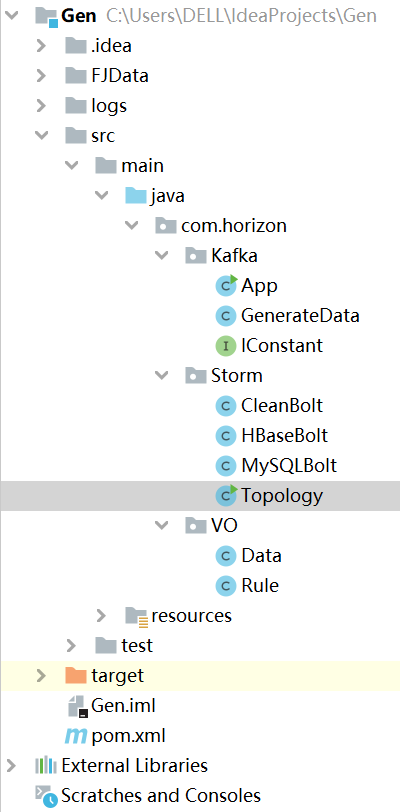 Gen C:\Users\DELL\IdeaProjects\Gen
.idea
FJData
logs
src
main
java
com.horizon
Kafka
App
GenerateData
IConstant
Storm
CleanBolt
HBaseBolt
MySQLBolt
Topology
VO
Data
Rule
resources
test
target
Gen.iml
pom.xml
External Libraries
Scratches and Consoles